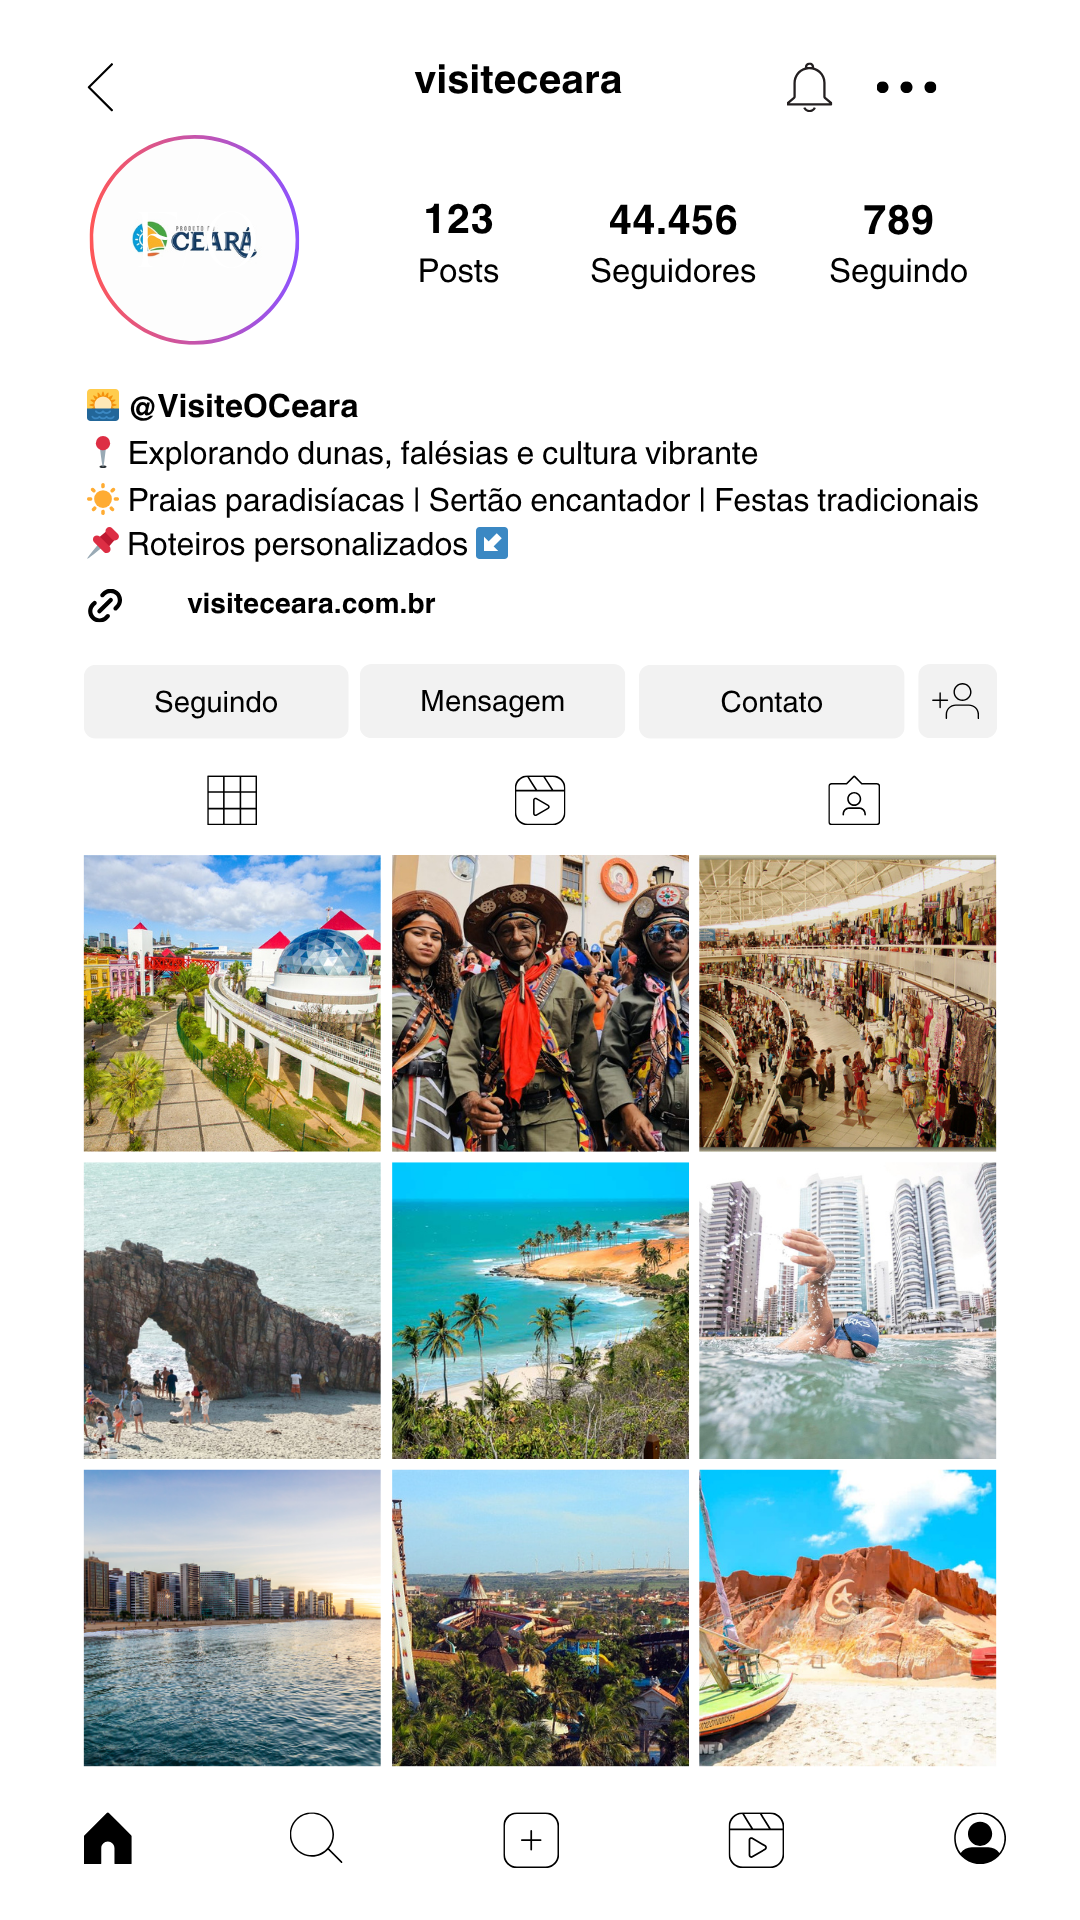 visiteceara
PRODUTO
CEARÁ
123
Posts
44.456
Seguidores
789
Seguindo
@VisiteOCeara
Explorando dunas, falésias e cultura vibrante
Praias paradisíacas | Sertão encantador | Festas tradicionais
Roteiros personalizados
visiteceara.com.br
Seguindo
Mensagem
Contato